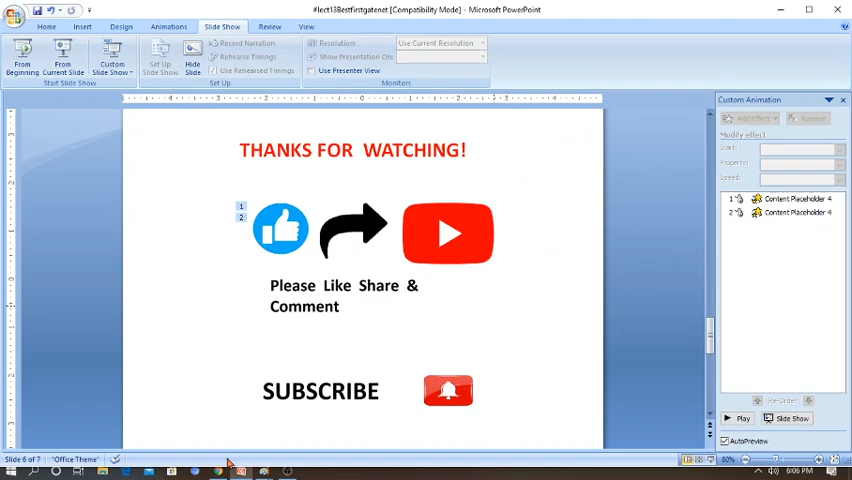 #lect13Bestfirstgatenet [Compatibility Mode] - Microsoft PowerPoint
Home Insert Design Animations Slide Show Review View
From Beginning
From Current Slide
Custom Slide Show
Start Slide Show
Set Up Slide Show
Hide Slide
Record Narration
Rehearse Timings
Use Rehearsed Timings
Set Up
Resolution: Use Current Resolution
Show Presentation On:
Use Presenter View
Monitors
THANKS FOR WATCHING!
1
2
Please Like Share &
Comment
SUBSCRIBE
Custom Animation
Add Effect Remove
Modify effect
Start:
Property:
Speed:
1 Content Placeholder 4
2 Content Placeholder 4
Re-Order
Play Slide Show
AutoPreview
Slide 6 of 7 "Office Theme" 80%
6:06 PM